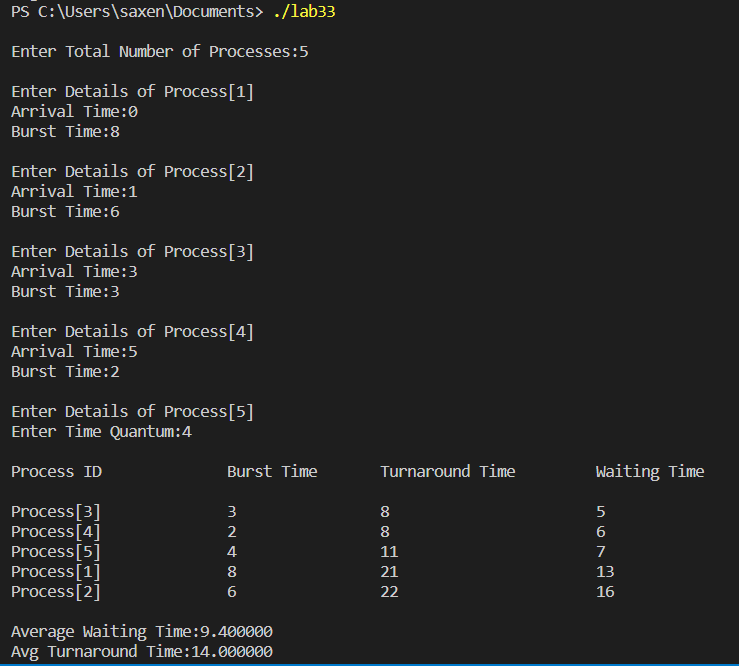 PS C:\Users\saxen\Documents> ./lab33
Enter Total Number of Processes:5
Enter Details of Process[1]
Arrival Time:0
Burst Time:8
Enter Details of Process[2]
Arrival Time:1
Burst Time:6
Enter Details of Process[3]
Arrival Time:3
Burst Time:3
Enter Details of Process[4]
Arrival Time:5
Burst Time:2
Enter Details of Process[5]
Enter Time Quantum:4
Process ID Burst Time Turnaround Time Waiting Time
Process[3] 3 8 5
Process[4] 2 8 6
Process[5] 4 11 7
Process[1] 8 21 13
Process[2] 6 22 16
Average Waiting Time:9.400000
Avg Turnaround Time:14.000000